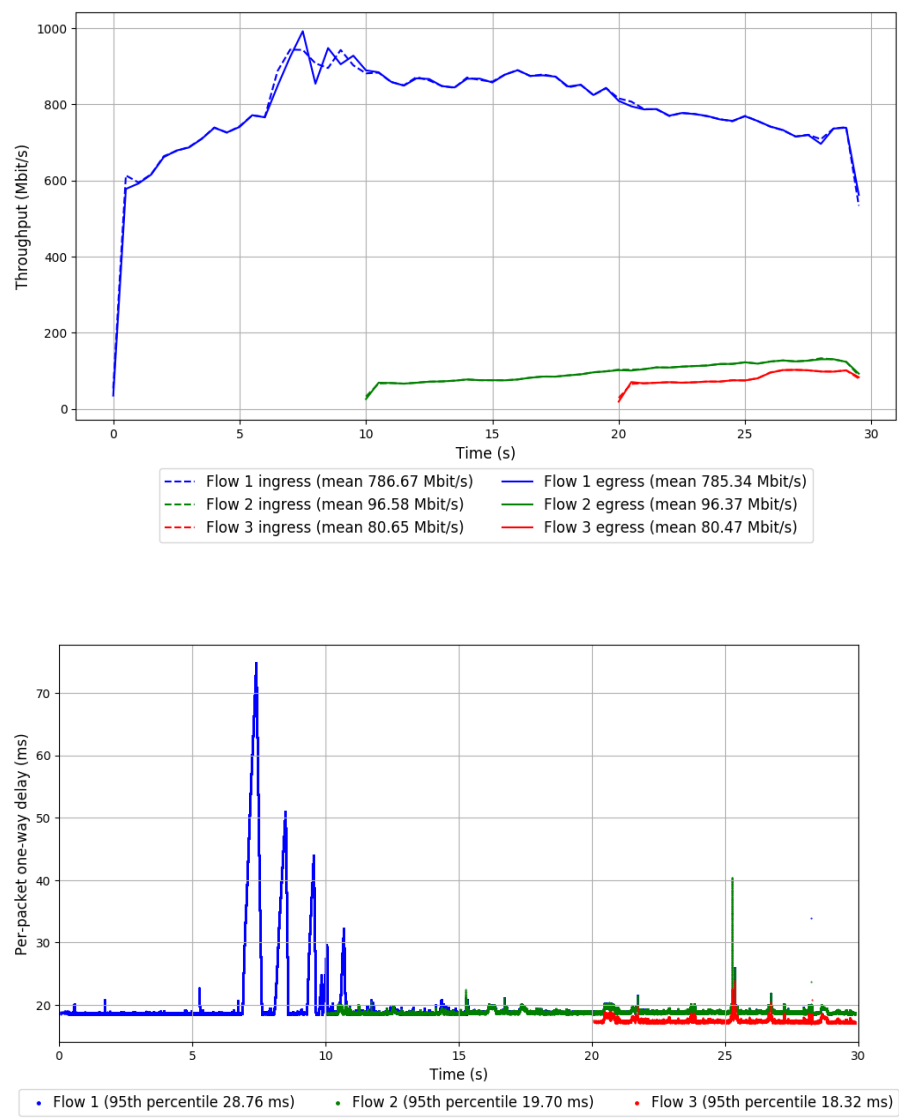 1000
800
600
400
200
0
Throughput (Mbit/s)
0 5 10 15 20 25 30
Time (s)
Flow 1 ingress (mean 786.67 Mbit/s) Flow 1 egress (mean 785.34 Mbit/s)
Flow 2 ingress (mean 96.58 Mbit/s) Flow 2 egress (mean 96.37 Mbit/s)
Flow 3 ingress (mean 80.65 Mbit/s) Flow 3 egress (mean 80.47 Mbit/s)
70
60
50
40
30
20
Per-packet one-way delay (ms)
0 5 10 15 20 25 30
Time (s)
Flow 1 (95th percentile 28.76 ms) Flow 2 (95th percentile 19.70 ms) Flow 3 (95th percentile 18.32 ms)